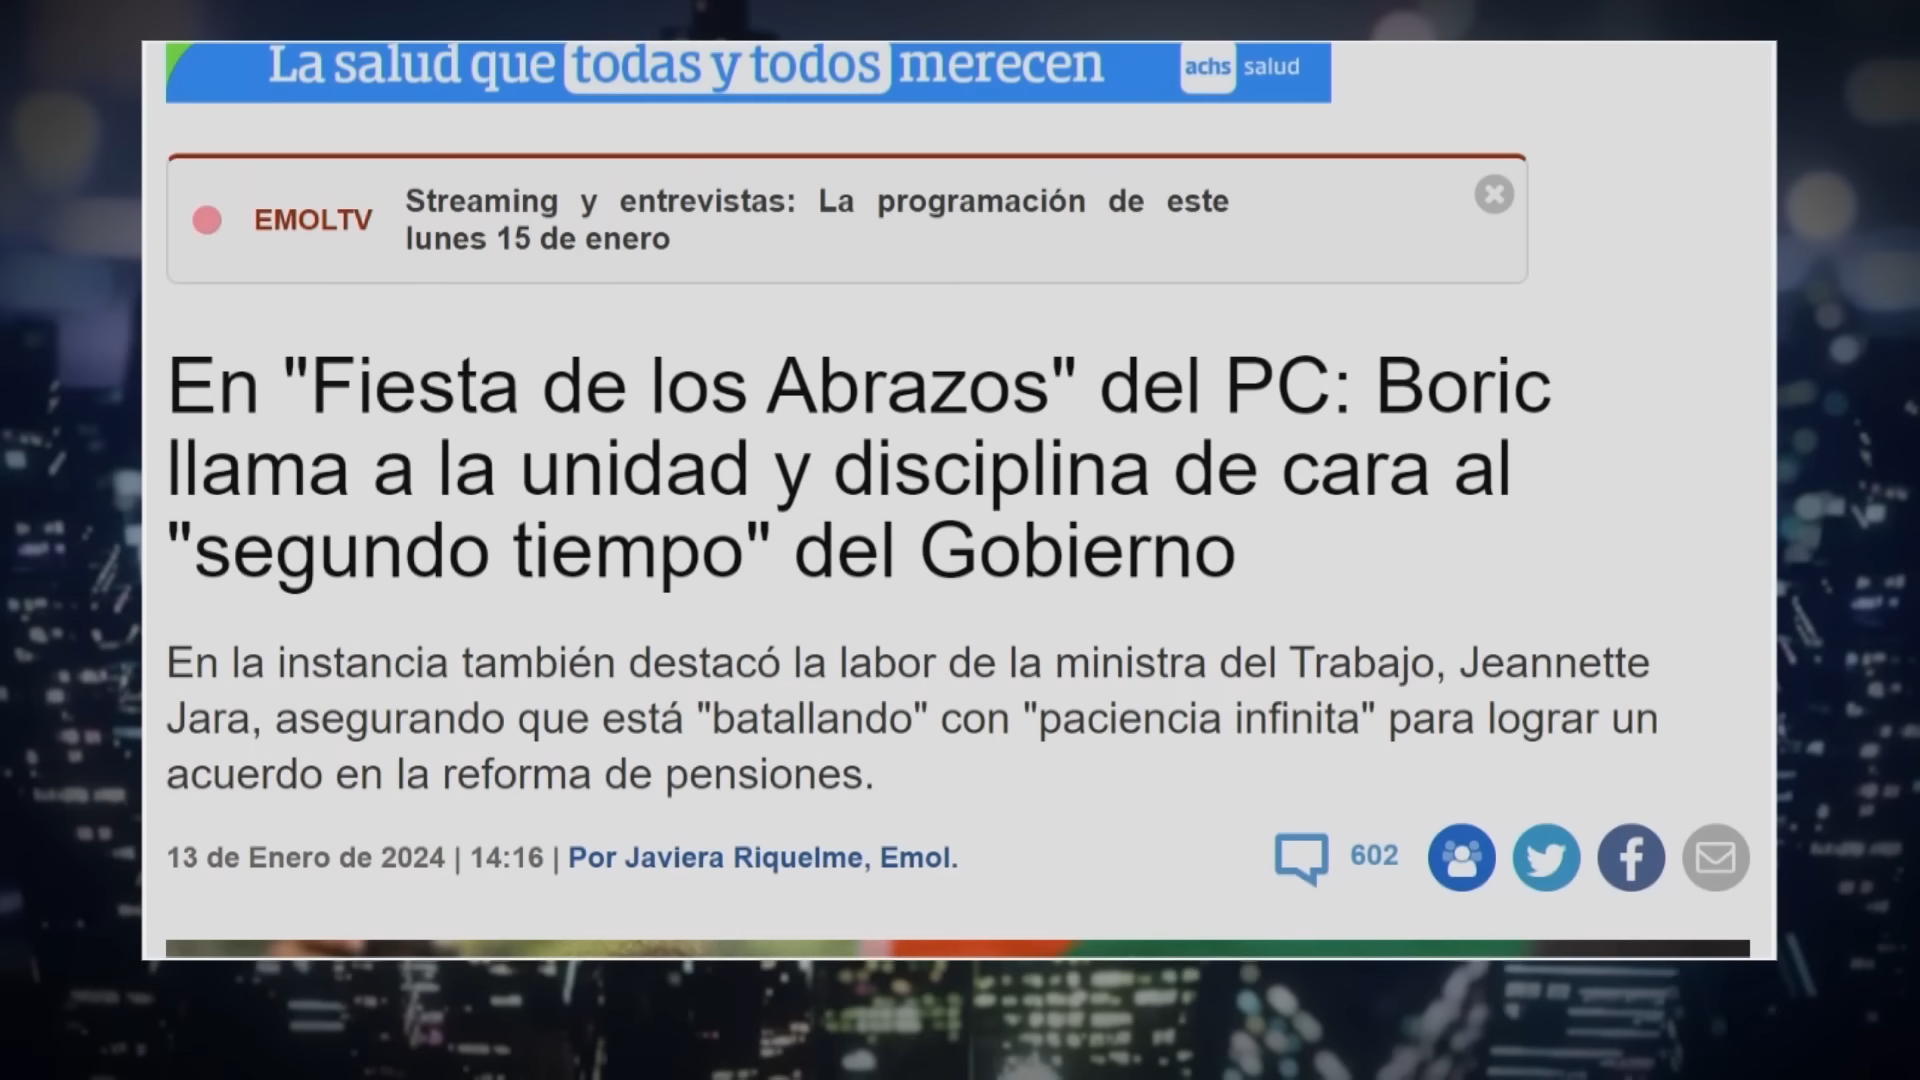 La salud que todas y todos merecen achs salud
EMOLTV
Streaming y entrevistas: La programación de este
lunes 15 de enero
En "Fiesta de los Abrazos" del PC: Boric
llama a la unidad y disciplina de cara al
"segundo tiempo" del Gobierno
En la instancia también destacó la labor de la ministra del Trabajo, Jeannette
Jara, asegurando que está "batallando" con "paciencia infinita" para lograr un
acuerdo en la reforma de pensiones.
13 de Enero de 2024 | 14:16 | Por Javiera Riquelme, Emol.
602